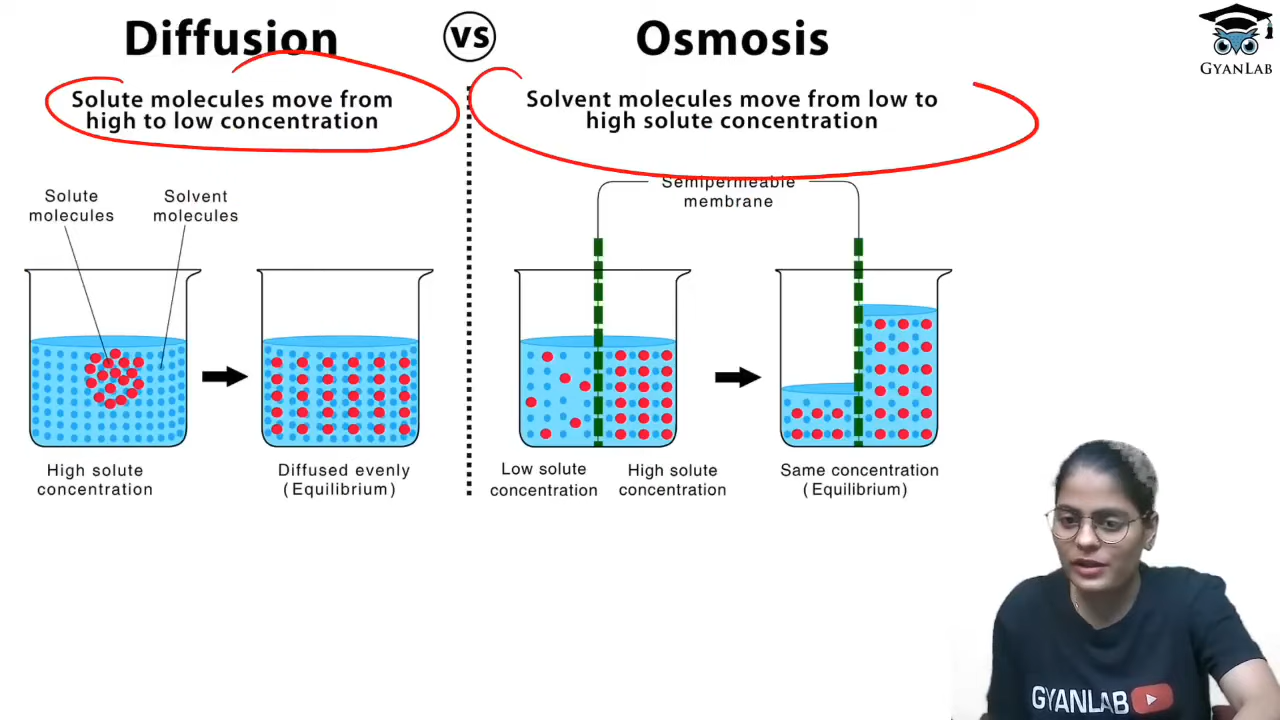 Diffusion
VS
Osmosis
GYANLAB
Solute molecules move from
high to low concentration
Solvent molecules move from low to
high solute concentration
Solute
molecules
Solvent
molecules
Semipermeable
membrane
High solute
concentration
Diffused evenly
(Equilibrium)
Low solute
concentration
High solute
concentration
Same concentration
(Equilibrium)
GYANLAB